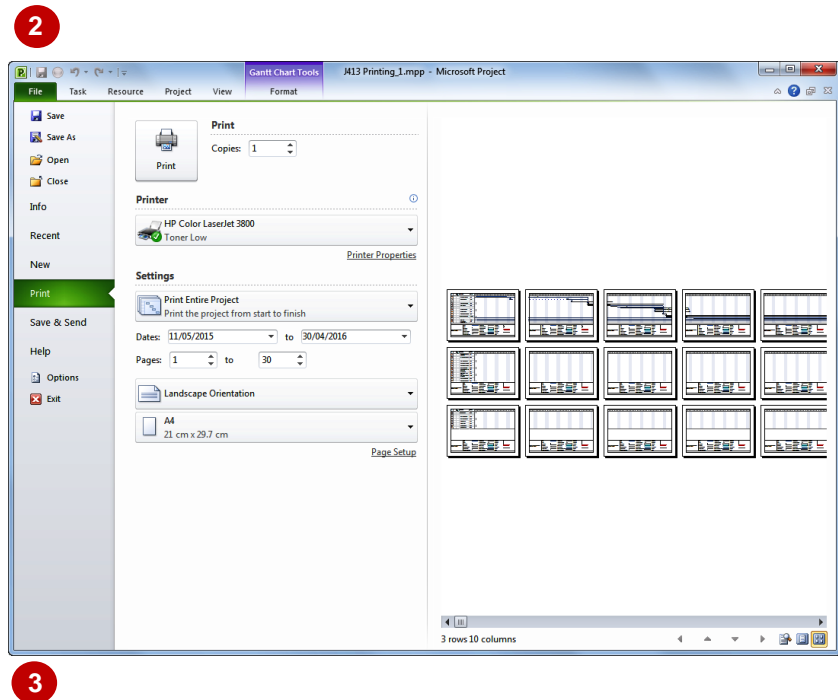 2
Gantt Chart Tools J413 Printing_1.mpp - Microsoft Project
File Task Resource Project View Format
Save
Save As
Open
Close
Info
Recent
New
Print
Save & Send
Help
Options
Exit
Print
Print
Copies: 1
Printer
HP Color LaserJet 3800
Toner Low
Printer Properties
Settings
Print Entire Project
Print the project from start to finish
Dates: 11/05/2015 to 30/04/2016
Pages: 1 to 30
Landscape Orientation
A4
21 cm x 29.7 cm
Page Setup
3 rows 10 columns
3